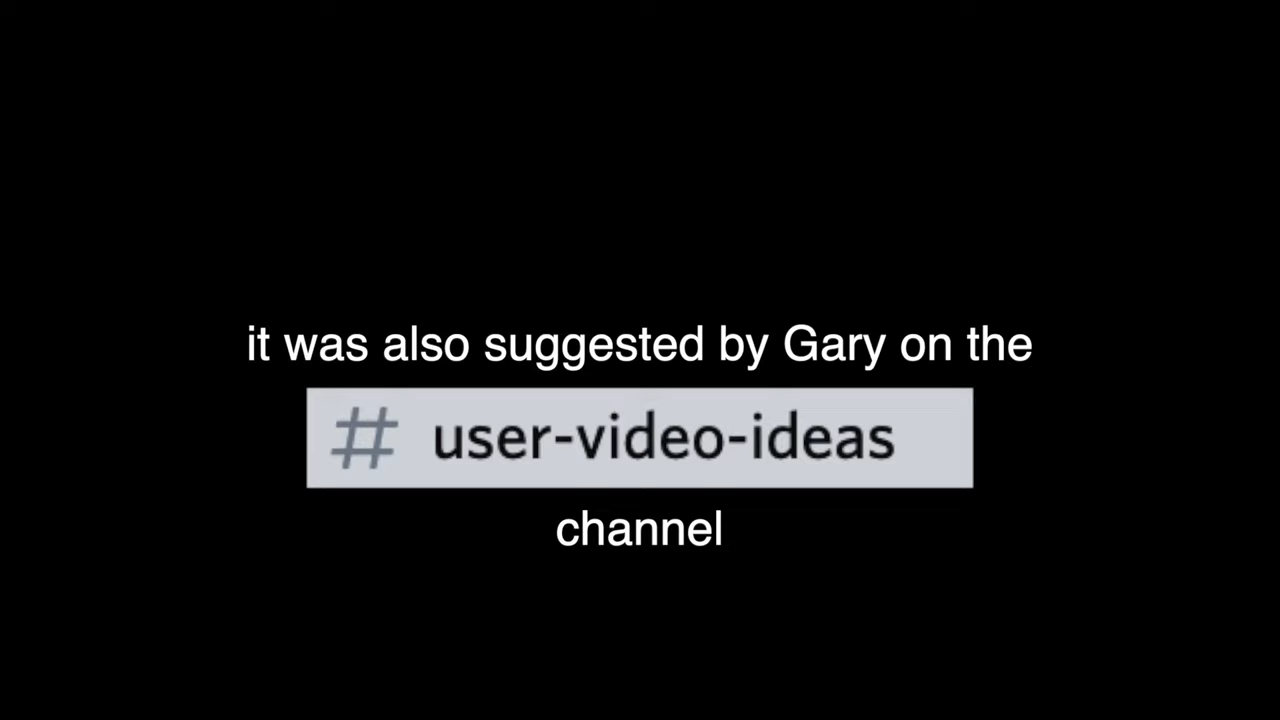 it was also suggested by Gary on the
# user-video-ideas
channel